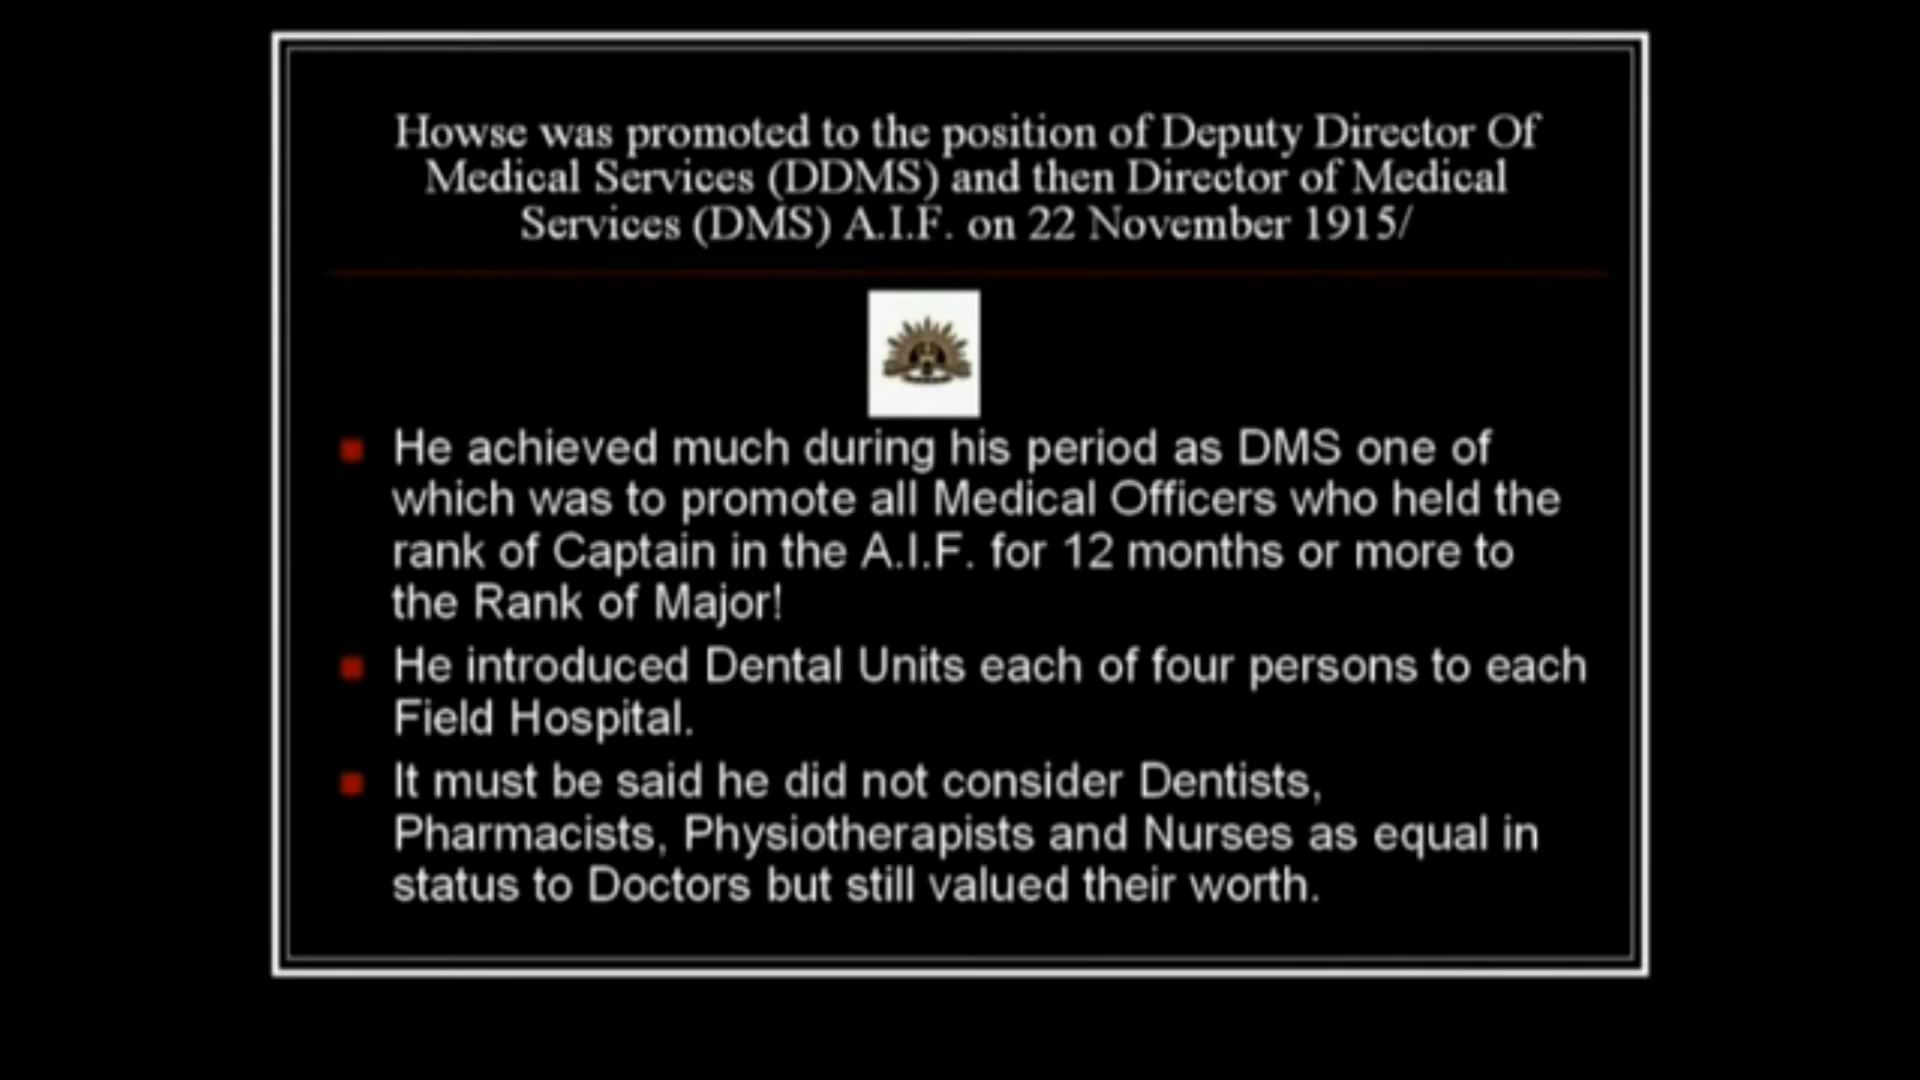 Howse was promoted to the position of Deputy Director Of
Medical Services (DDMS) and then Director of Medical
Services (DMS) A.I.F. on 22 November 1915/
He achieved much during his period as DMS one of
which was to promote all Medical Officers who held the
rank of Captain in the A.I.F. for 12 months or more to
the Rank of Major!
He introduced Dental Units each of four persons to each
Field Hospital.
It must be said he did not consider Dentists,
Pharmacists, Physiotherapists and Nurses as equal in
status to Doctors but still valued their worth.